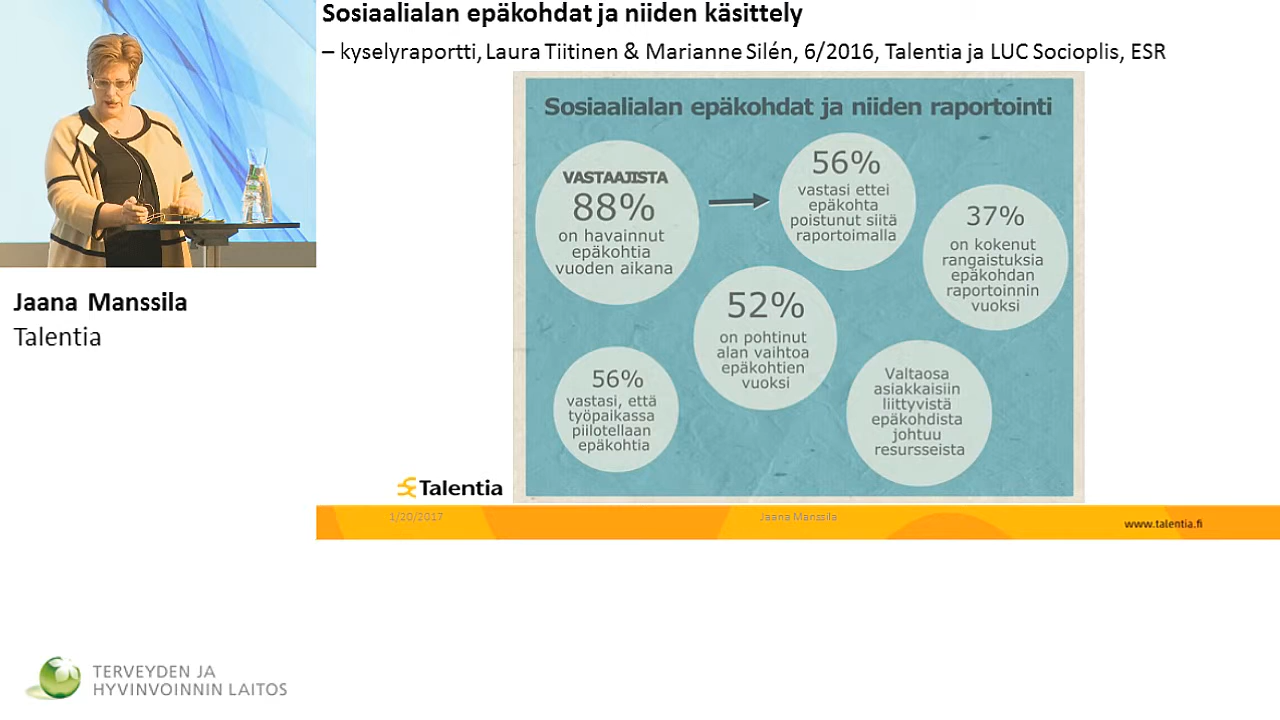 Sosiaalialan epäkohdat ja niiden käsittely
– kyselyraportti, Laura Tiitinen & Marianne Silén, 6/2016, Talentia ja LUC Socioplis, ESR
Sosiaalialan epäkohdat ja niiden raportointi
VASTAAJISTA
88%
on havainnut
epäkohtia
vuoden aikana
56%
vastasi ettei
epäkohta
poistunut siitä
raportoimalla
37%
on kokenut
rangaistuksia
epäkohdan
raportoinnin
vuoksi
52%
on pohtinut
alan vaihtoa
epäkohtien
vuoksi
56%
vastasi, että
työpaikassa
piilotellaan
epäkohtia
Valtaosa
asiakkaisiin
liittyvistä
epäkohdista
johtuu
resursseista
Jaana Manssila
Talentia
Talentia
1/20/2017
Jaana Manssila
www.talentia.fi
TERVEYDEN JA
HYVINVOINNIN LAITOS